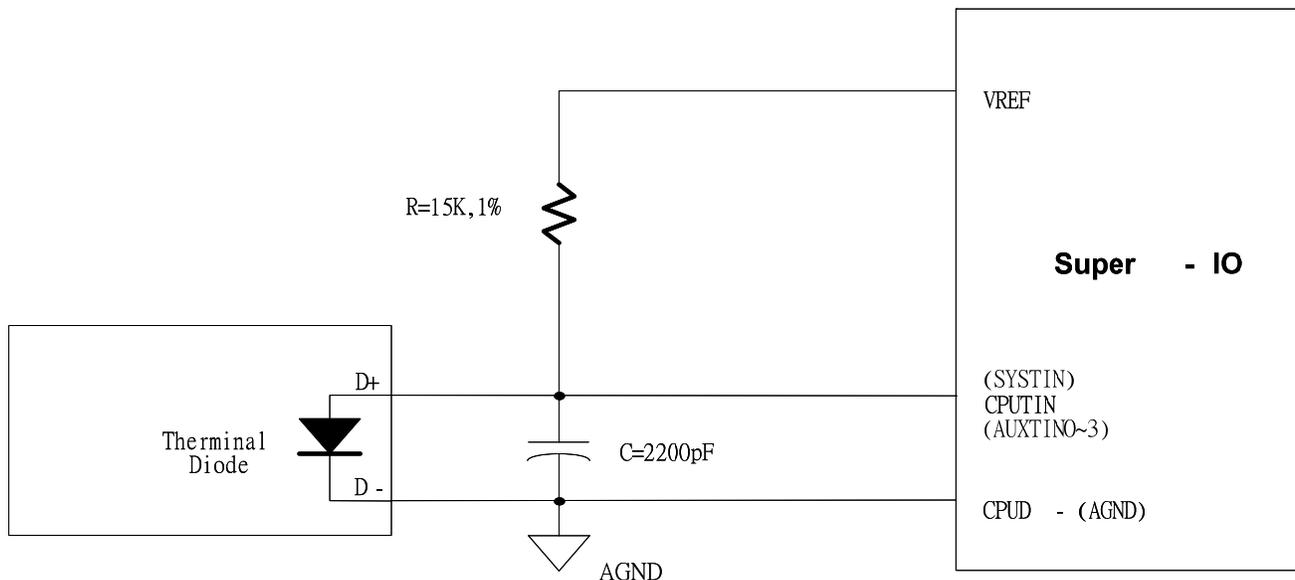 VREF
R=15K,1%
Super - IO
D+
(SYSTIN)
CPUTIN
(AUXTIN0~3)
Therminal
Diode
C=2200pF
D -
CPUD - (AGND)
AGND